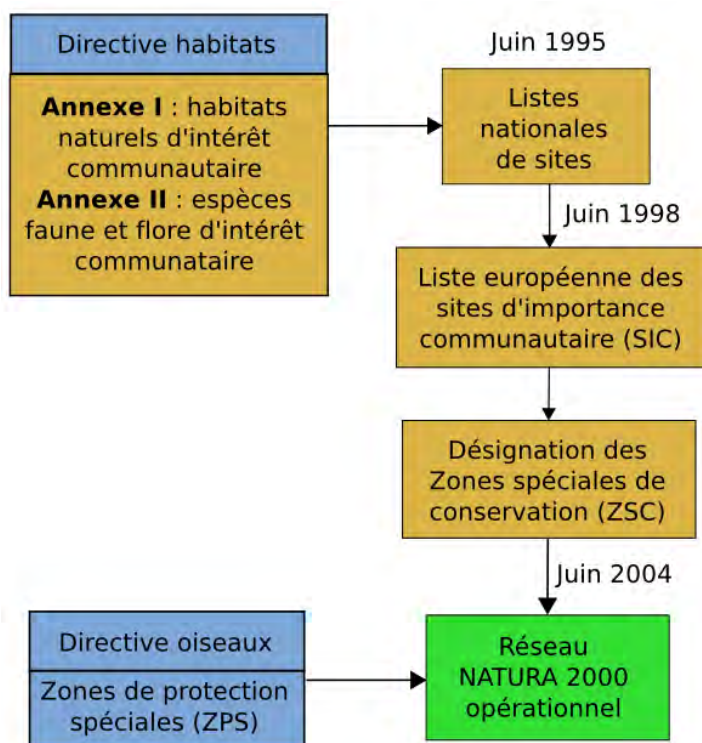 Directive habitats
Annexe I : habitats
naturels d'intérêt
communautaire
Annexe II : espèces
faune et flore d'intérêt
communataire
Juin 1995
Listes
nationales
de sites
Juin 1998
Liste européenne des
sites d'importance
communautaire (SIC)
Désignation des
Zones spéciales de
conservation (ZSC)
Juin 2004
Directive oiseaux
Zones de protection
spéciales (ZPS)
Réseau
NATURA 2000
opérationnel